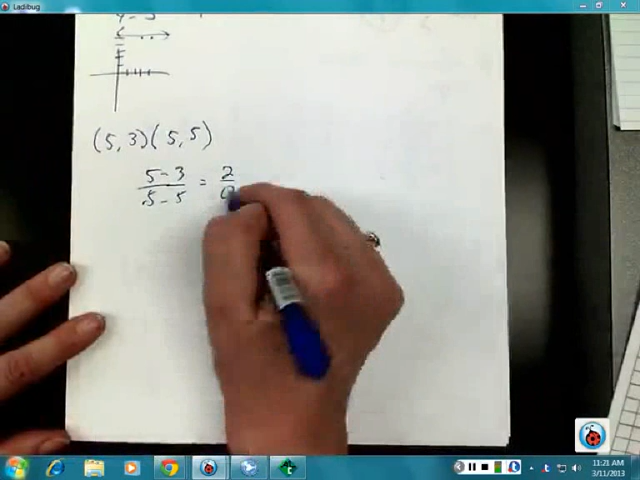 Ladibug
(5,3)(5,5)
5-3 / 5-5 = 2 / 0
11:21 AM
3/11/2013